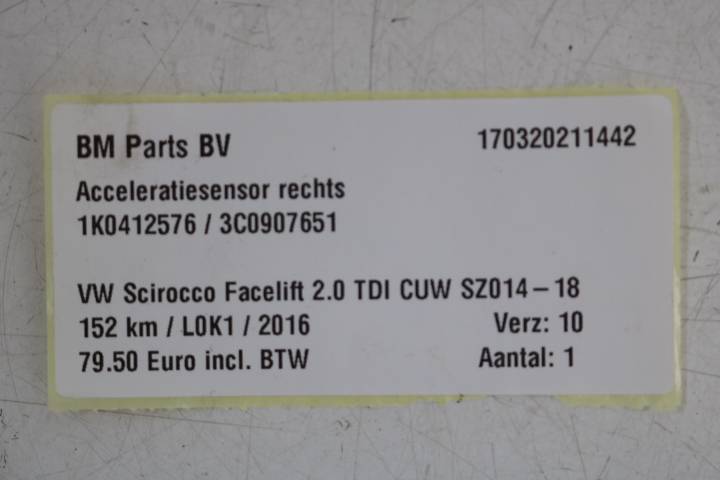 BM Parts BV 170320211442
Acceleratiesensor rechts
1K0412576 / 3C0907651
VW Scirocco Facelift 2.0 TDI CUW SZ014-18
152 km / L0K1 / 2016 Verz: 10
79.50 Euro incl. BTW Aantal: 1